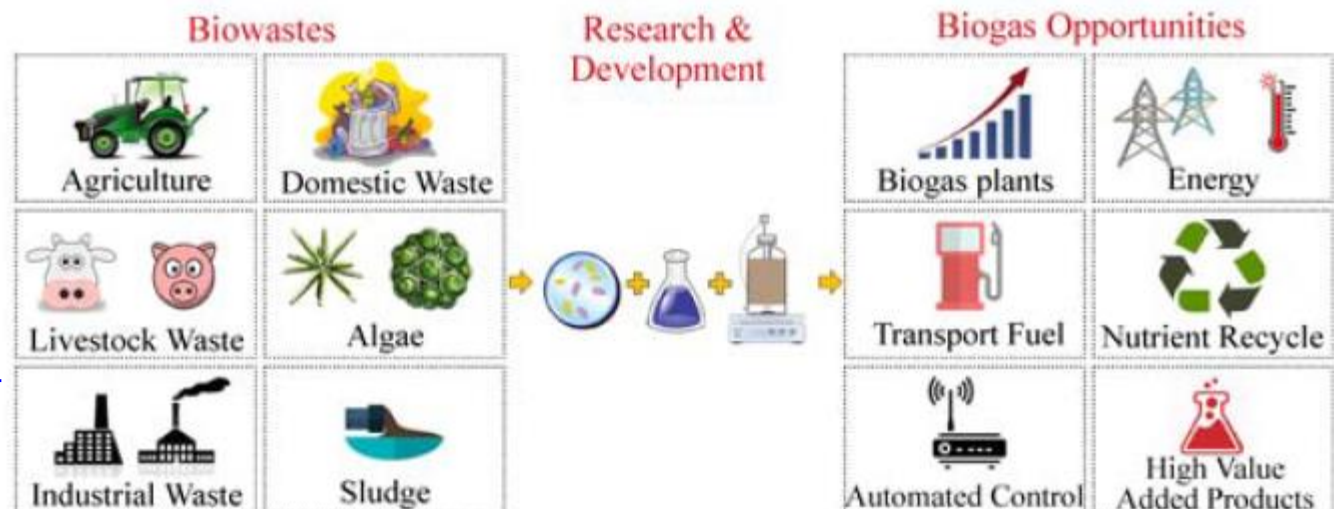 Biowastes
Research &
Development
Biogas Opportunities
Agriculture
Domestic Waste
Livestock Waste
Algae
Industrial Waste
Sludge
Biogas plants
Energy
Transport Fuel
Nutrient Recycle
Automated Control
High Value
Added Products